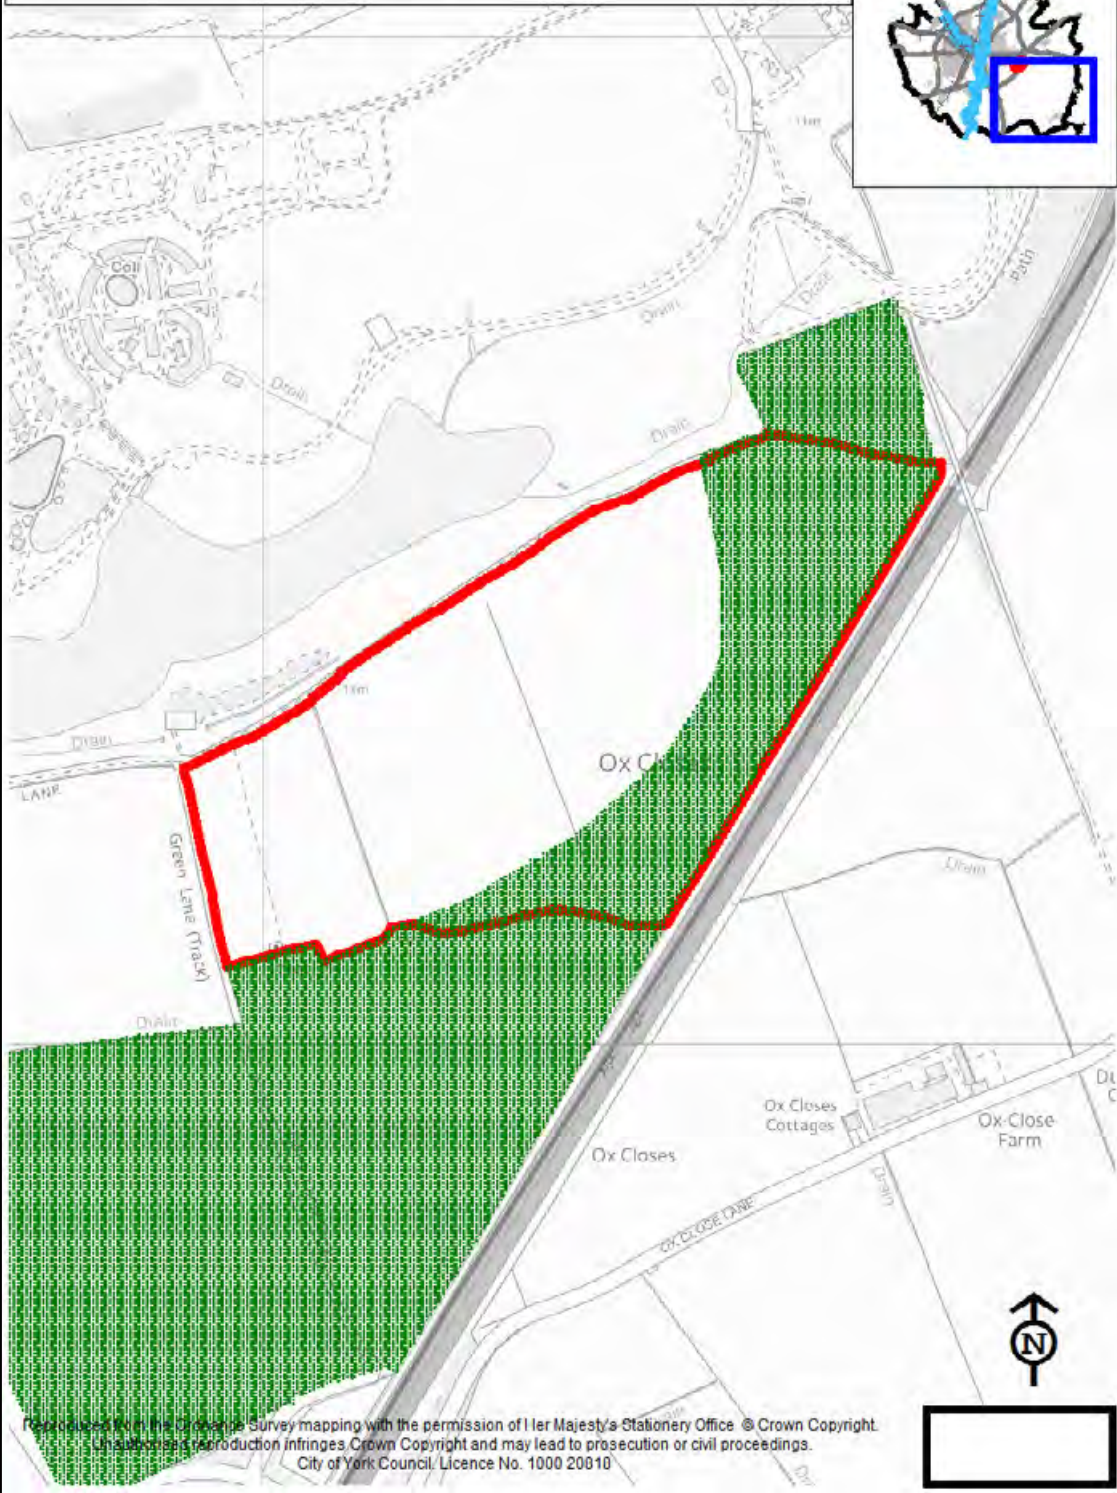 263
11m
Path
Coll
Drain
Drain
Drain
Drain
Drain
LANE
Green Lane (Track)
Drain
Ox Close
Drain
Ox Closes
Cottages
Ox-Close
Farm
Ox Closes
OX CLOSE LANE
Drain
N
Reproduced from the Ordnance Survey mapping with the permission of Her Majesty's Stationery Office © Crown Copyright.
Unauthorised reproduction infringes Crown Copyright and may lead to prosecution or civil proceedings.
City of York Council. Licence No. 1000 20818